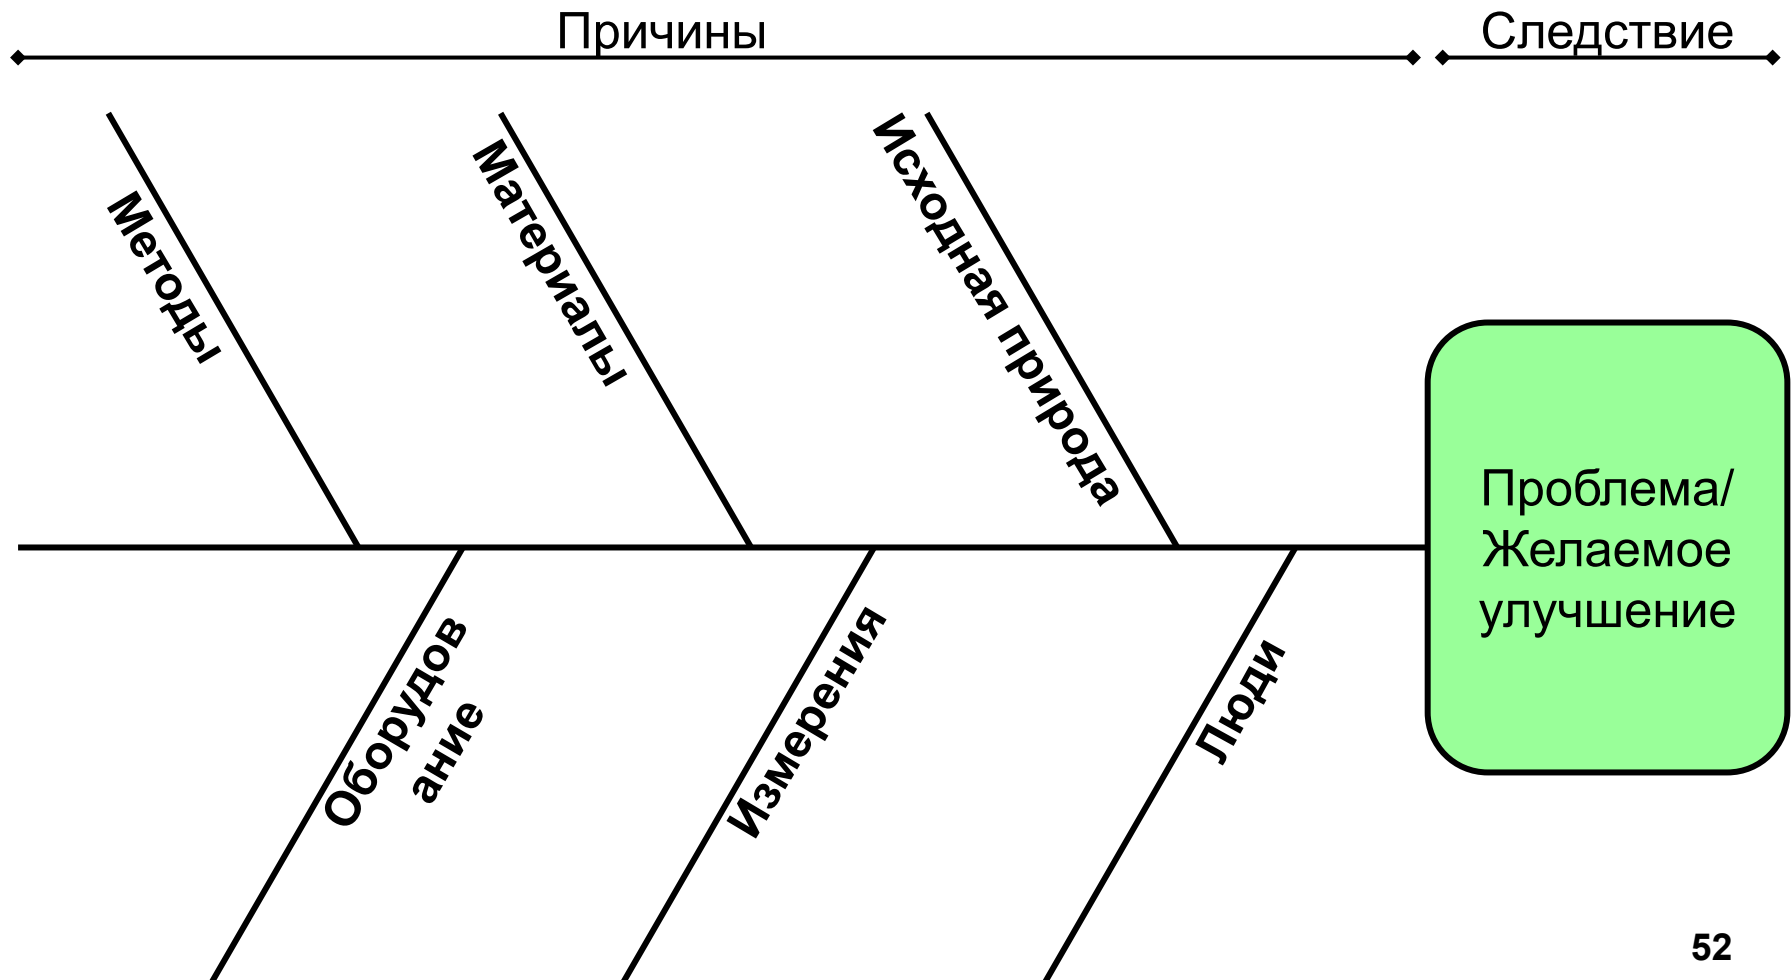 Причины
Следствие
Методы
Материалы
Исходная природа
Проблема/
Желаемое
улучшение
Оборудов
ание
Измерения
Люди
52